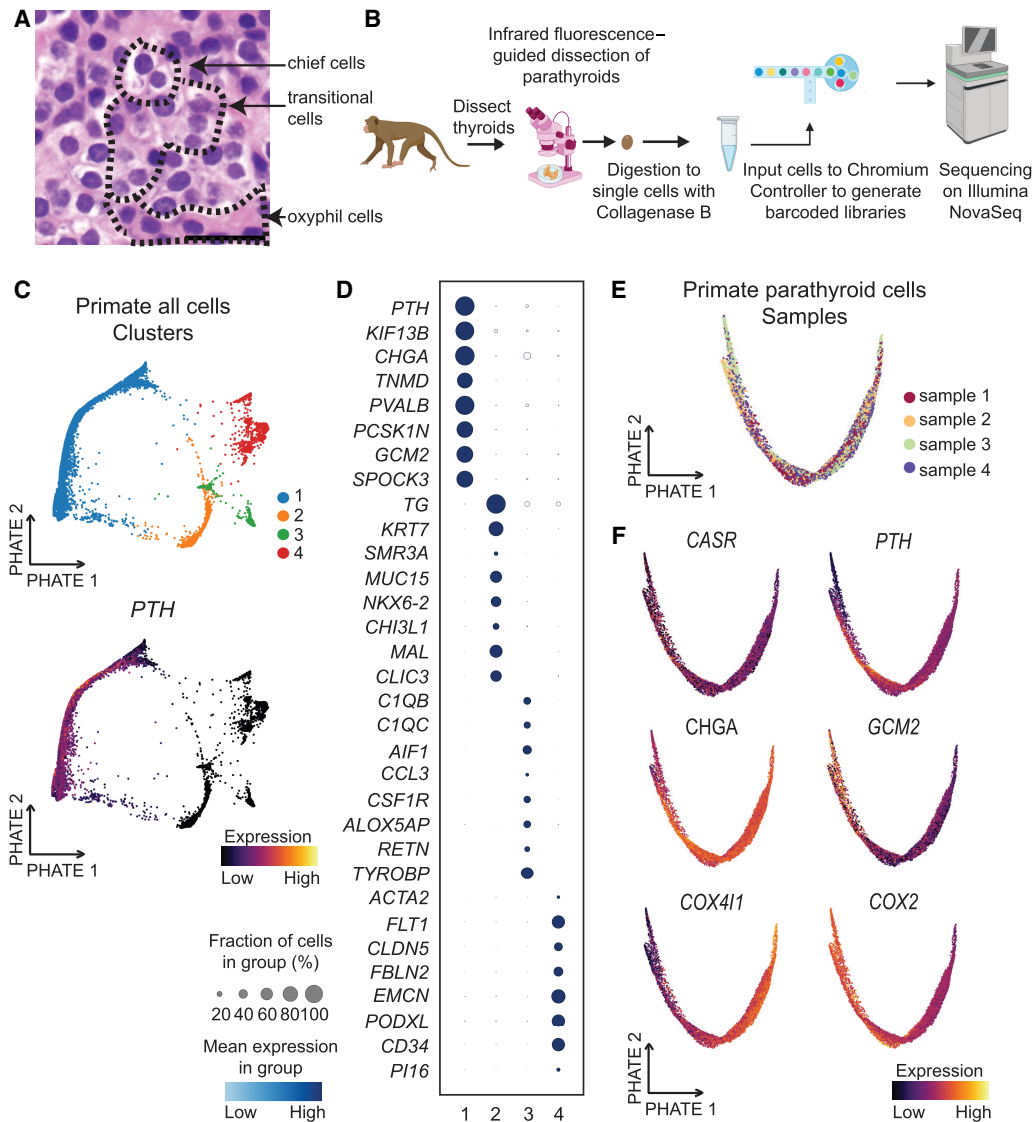 A
chief cells
transitional
cells
oxyphil cells
B
Dissect
thyroids
Infrared fluorescence–
guided dissection of
parathyroids
Digestion to
single cells with
Collagenase B
Input cells to Chromium
Controller to generate
barcoded libraries
Sequencing
on Illumina
NovaSeq
C
Primate all cells
Clusters
1
2
3
4
PHATE 2
PHATE 1
PTH
PHATE 2
PHATE 1
Expression
Low High
Fraction of cells
in group (%)
20 40 60 80 100
Mean expression
in group
Low High
D
PTH
KIF13B
CHGA
TNMD
PVALB
PCSK1N
GCM2
SPOCK3
TG
KRT7
SMR3A
MUC15
NKX6-2
CHI3L1
MAL
CLIC3
C1QB
C1QC
AIF1
CCL3
CSF1R
ALOX5AP
RETN
TYROBP
ACTA2
FLT1
CLDN5
FBLN2
EMCN
PODXL
CD34
PI16
1 2 3 4
E
Primate parathyroid cells
Samples
sample 1
sample 2
sample 3
sample 4
PHATE 2
PHATE 1
F
CASR
PTH
CHGA
GCM2
COX4I1
COX2
PHATE 2
PHATE 1
Expression
Low High